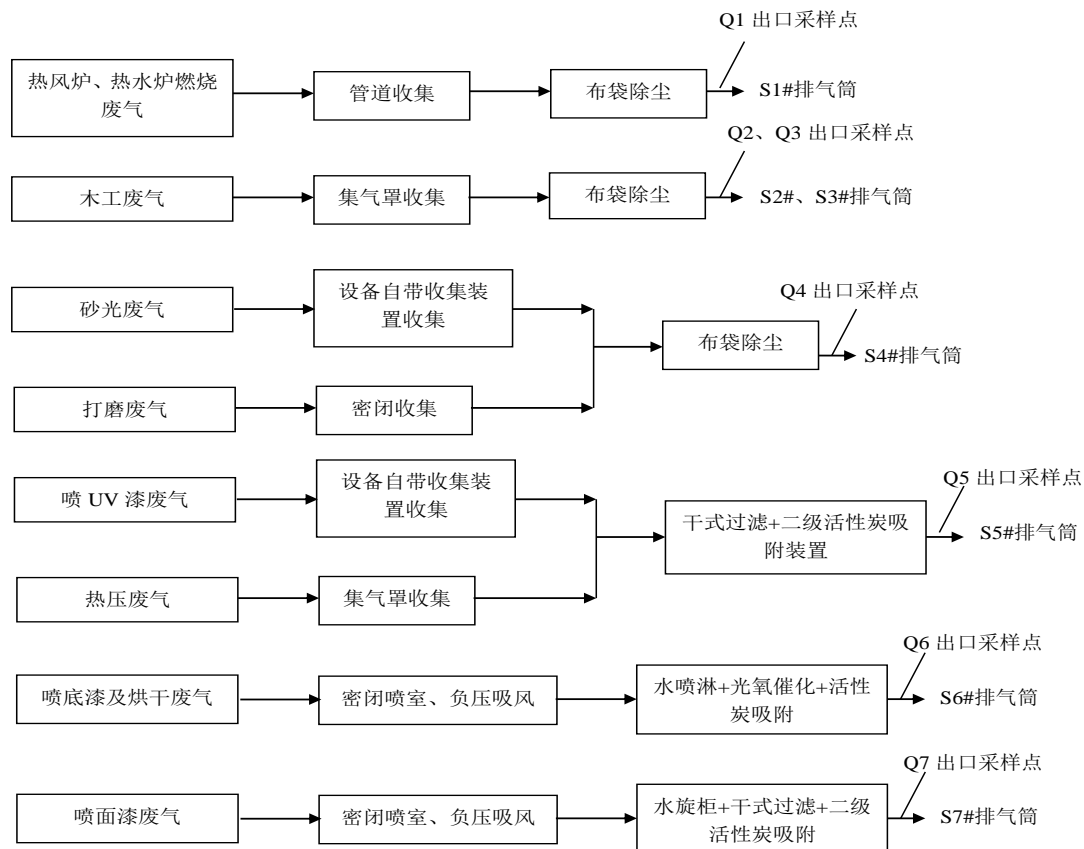 Q1 出口采样点
热风炉、热水炉燃烧
废气
管道收集
布袋除尘
S1#排气筒
Q2、Q3 出口采样点
木工废气
集气罩收集
布袋除尘
S2#、S3#排气筒
砂光废气
设备自带收集装
置收集
Q4 出口采样点
布袋除尘
S4#排气筒
打磨废气
密闭收集
喷 UV 漆废气
设备自带收集装
置收集
Q5 出口采样点
干式过滤+二级活性炭吸
附装置
S5#排气筒
热压废气
集气罩收集
Q6 出口采样点
喷底漆及烘干废气
密闭喷室、负压吸风
水喷淋+光氧催化+活性
炭吸附
S6#排气筒
Q7 出口采样点
喷面漆废气
密闭喷室、负压吸风
水旋柜+干式过滤+二级
活性炭吸附
S7#排气筒